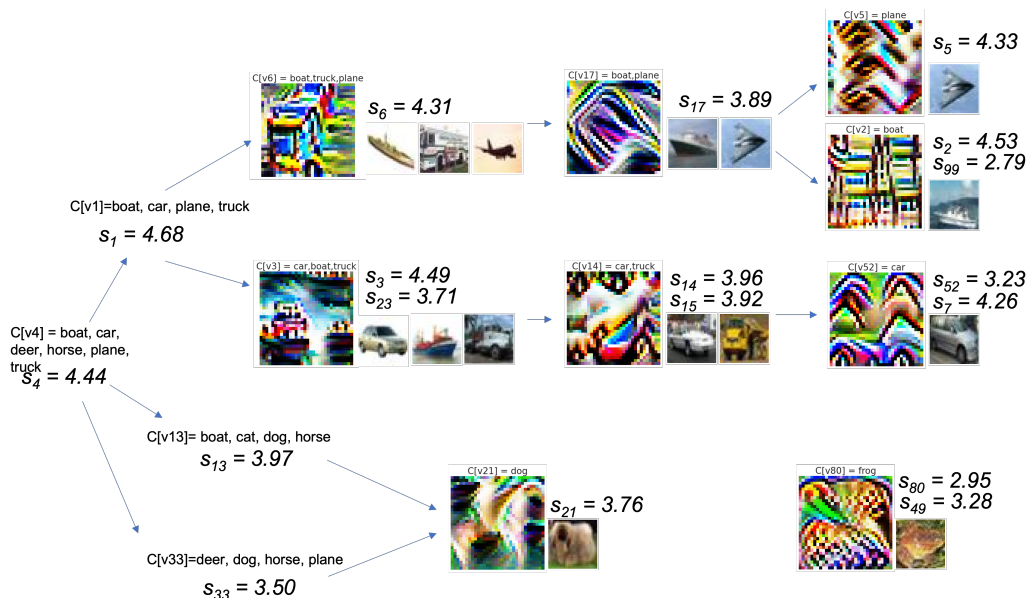 C[v5] = plane
s5 = 4.33
C[v6] = boat,truck,plane
s6 = 4.31
C[v17] = boat,plane
s17 = 3.89
C[v2] = boat
s2 = 4.53
s99 = 2.79
C[v1]=boat, car, plane, truck
s1 = 4.68
C[v3] = car,boat,truck
s3 = 4.49
s23 = 3.71
C[v14] = car,truck
s14 = 3.96
s15 = 3.92
C[v52] = car
s52 = 3.23
s7 = 4.26
C[v4] = boat, car,
deer, horse, plane,
truck
s4 = 4.44
C[v13]= boat, cat, dog, horse
s13 = 3.97
C[v21] = dog
s21 = 3.76
C[v80] = frog
s80 = 2.95
s49 = 3.28
C[v33]=deer, dog, horse, plane
s33 = 3.50